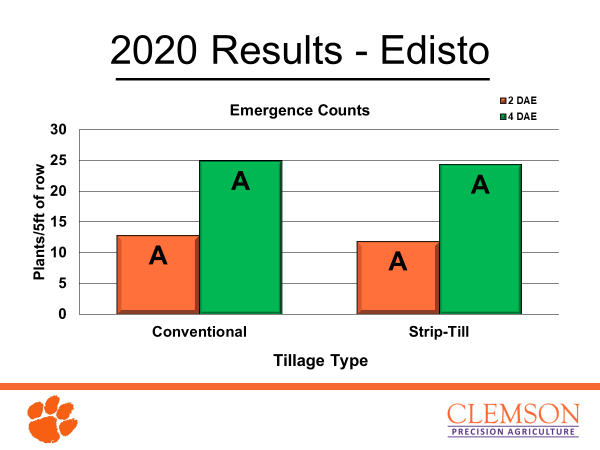 2020 Results - Edisto
Emergence Counts
2 DAE
4 DAE
30
25
20
15
10
5
0
Plants/5ft of row
A
A
A
A
Conventional
Strip-Till
Tillage Type
CLEMSON
PRECISION AGRICULTURE